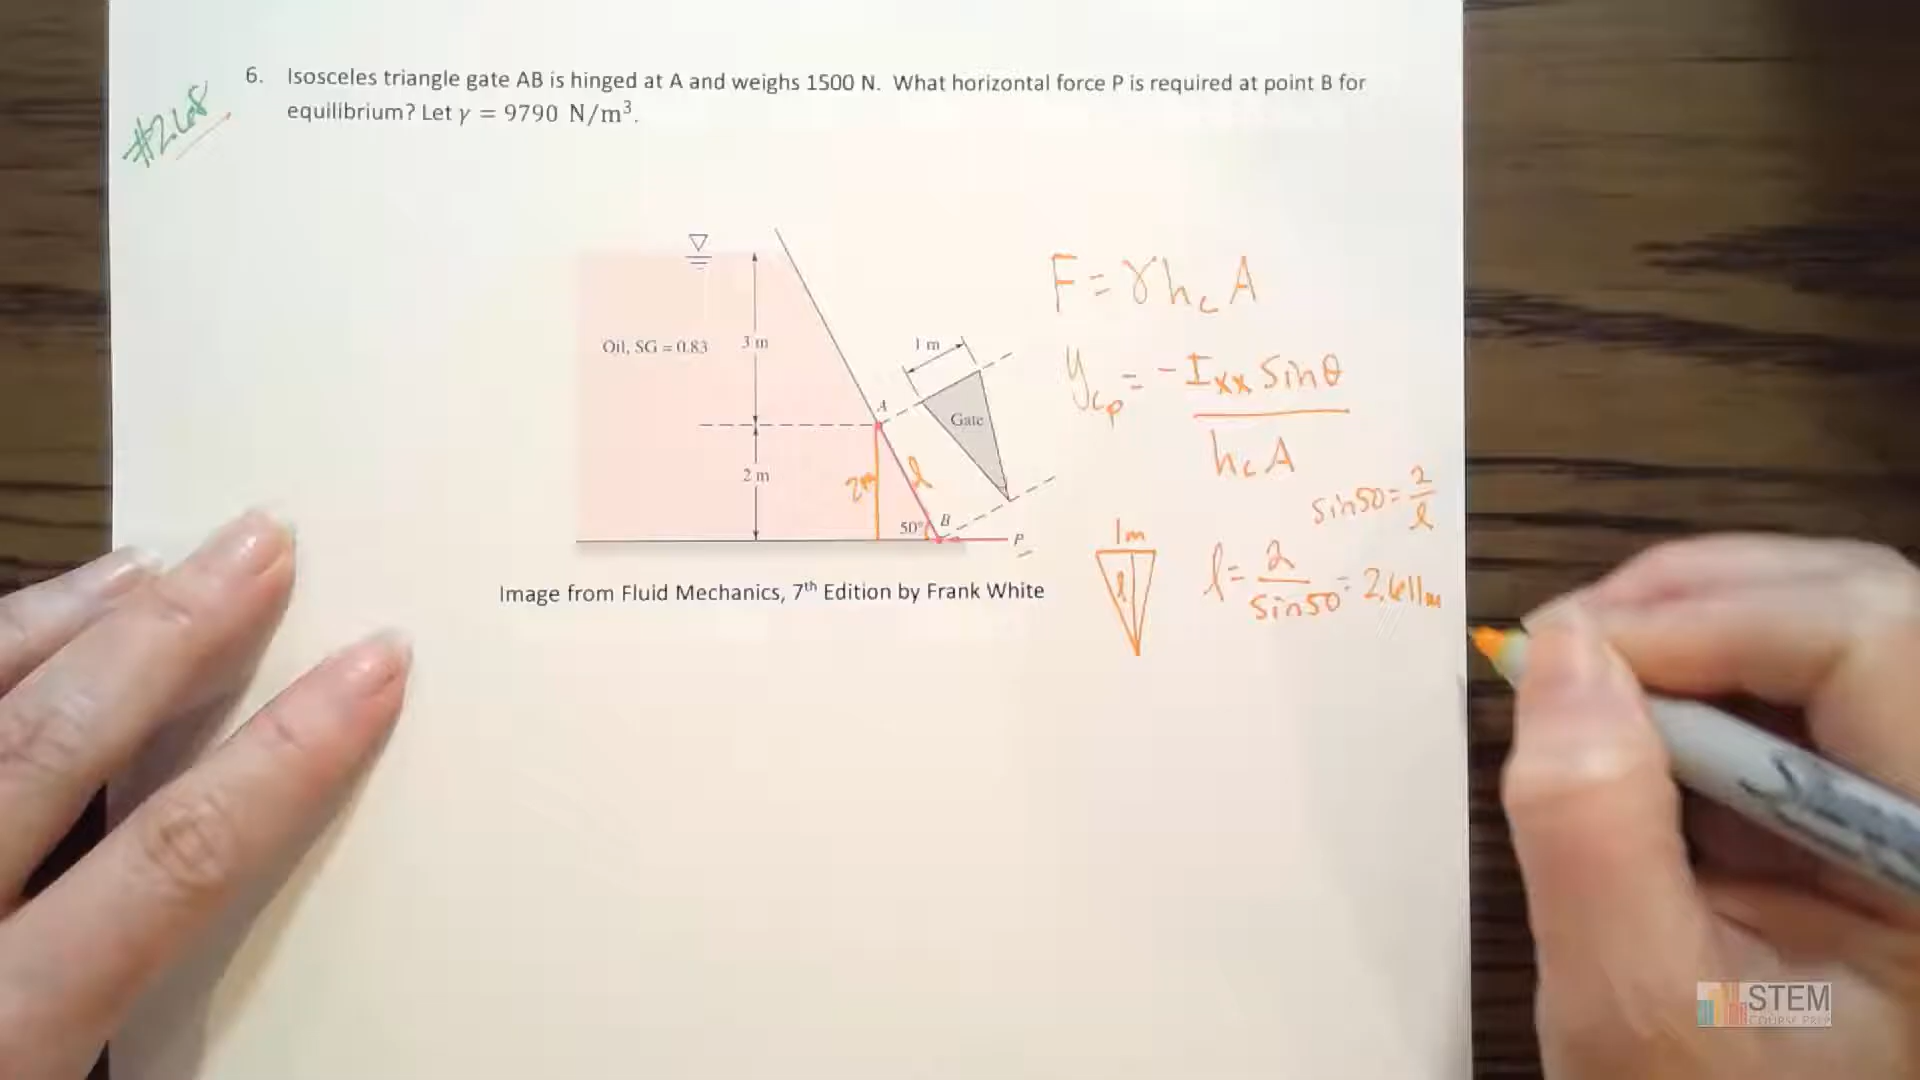 #2.68
6. Isosceles triangle gate AB is hinged at A and weighs 1500 N. What horizontal force P is required at point B for
equilibrium? Let γ = 9790 N/m³.
Oil, SG = 0.83
3 m
2 m
1 m
A
Gate
2m
l
50°
B
P
Image from Fluid Mechanics, 7th Edition by Frank White
F = γ h_c A
y_cp = - I_xx Sin θ / h_c A
sin50 = 2 / l
1m
l
l = 2 / sin50 = 2.611m
STEM
COURSE PREP